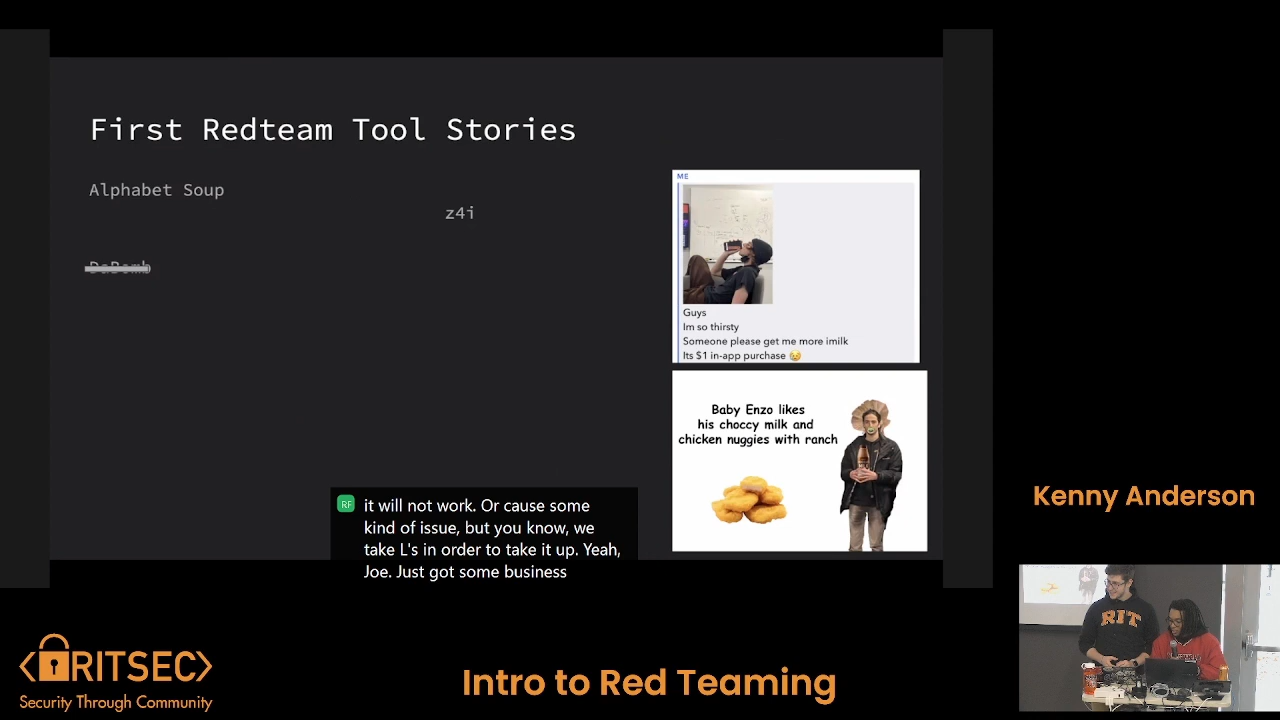 First Redteam Tool Stories
Alphabet Soup
z4i
DaBomb
ME
Guys
Im so thirsty
Someone please get me more imilk
Its $1 in-app purchase 😢
Baby Enzo likes
his choccy milk and
chicken nuggies with ranch
RF
it will not work. Or cause some
kind of issue, but you know, we
take L's in order to take it up. Yeah,
Joe. Just got some business
Kenny Anderson
RIT
<RITSEC>
Security Through Community
Intro to Red Teaming